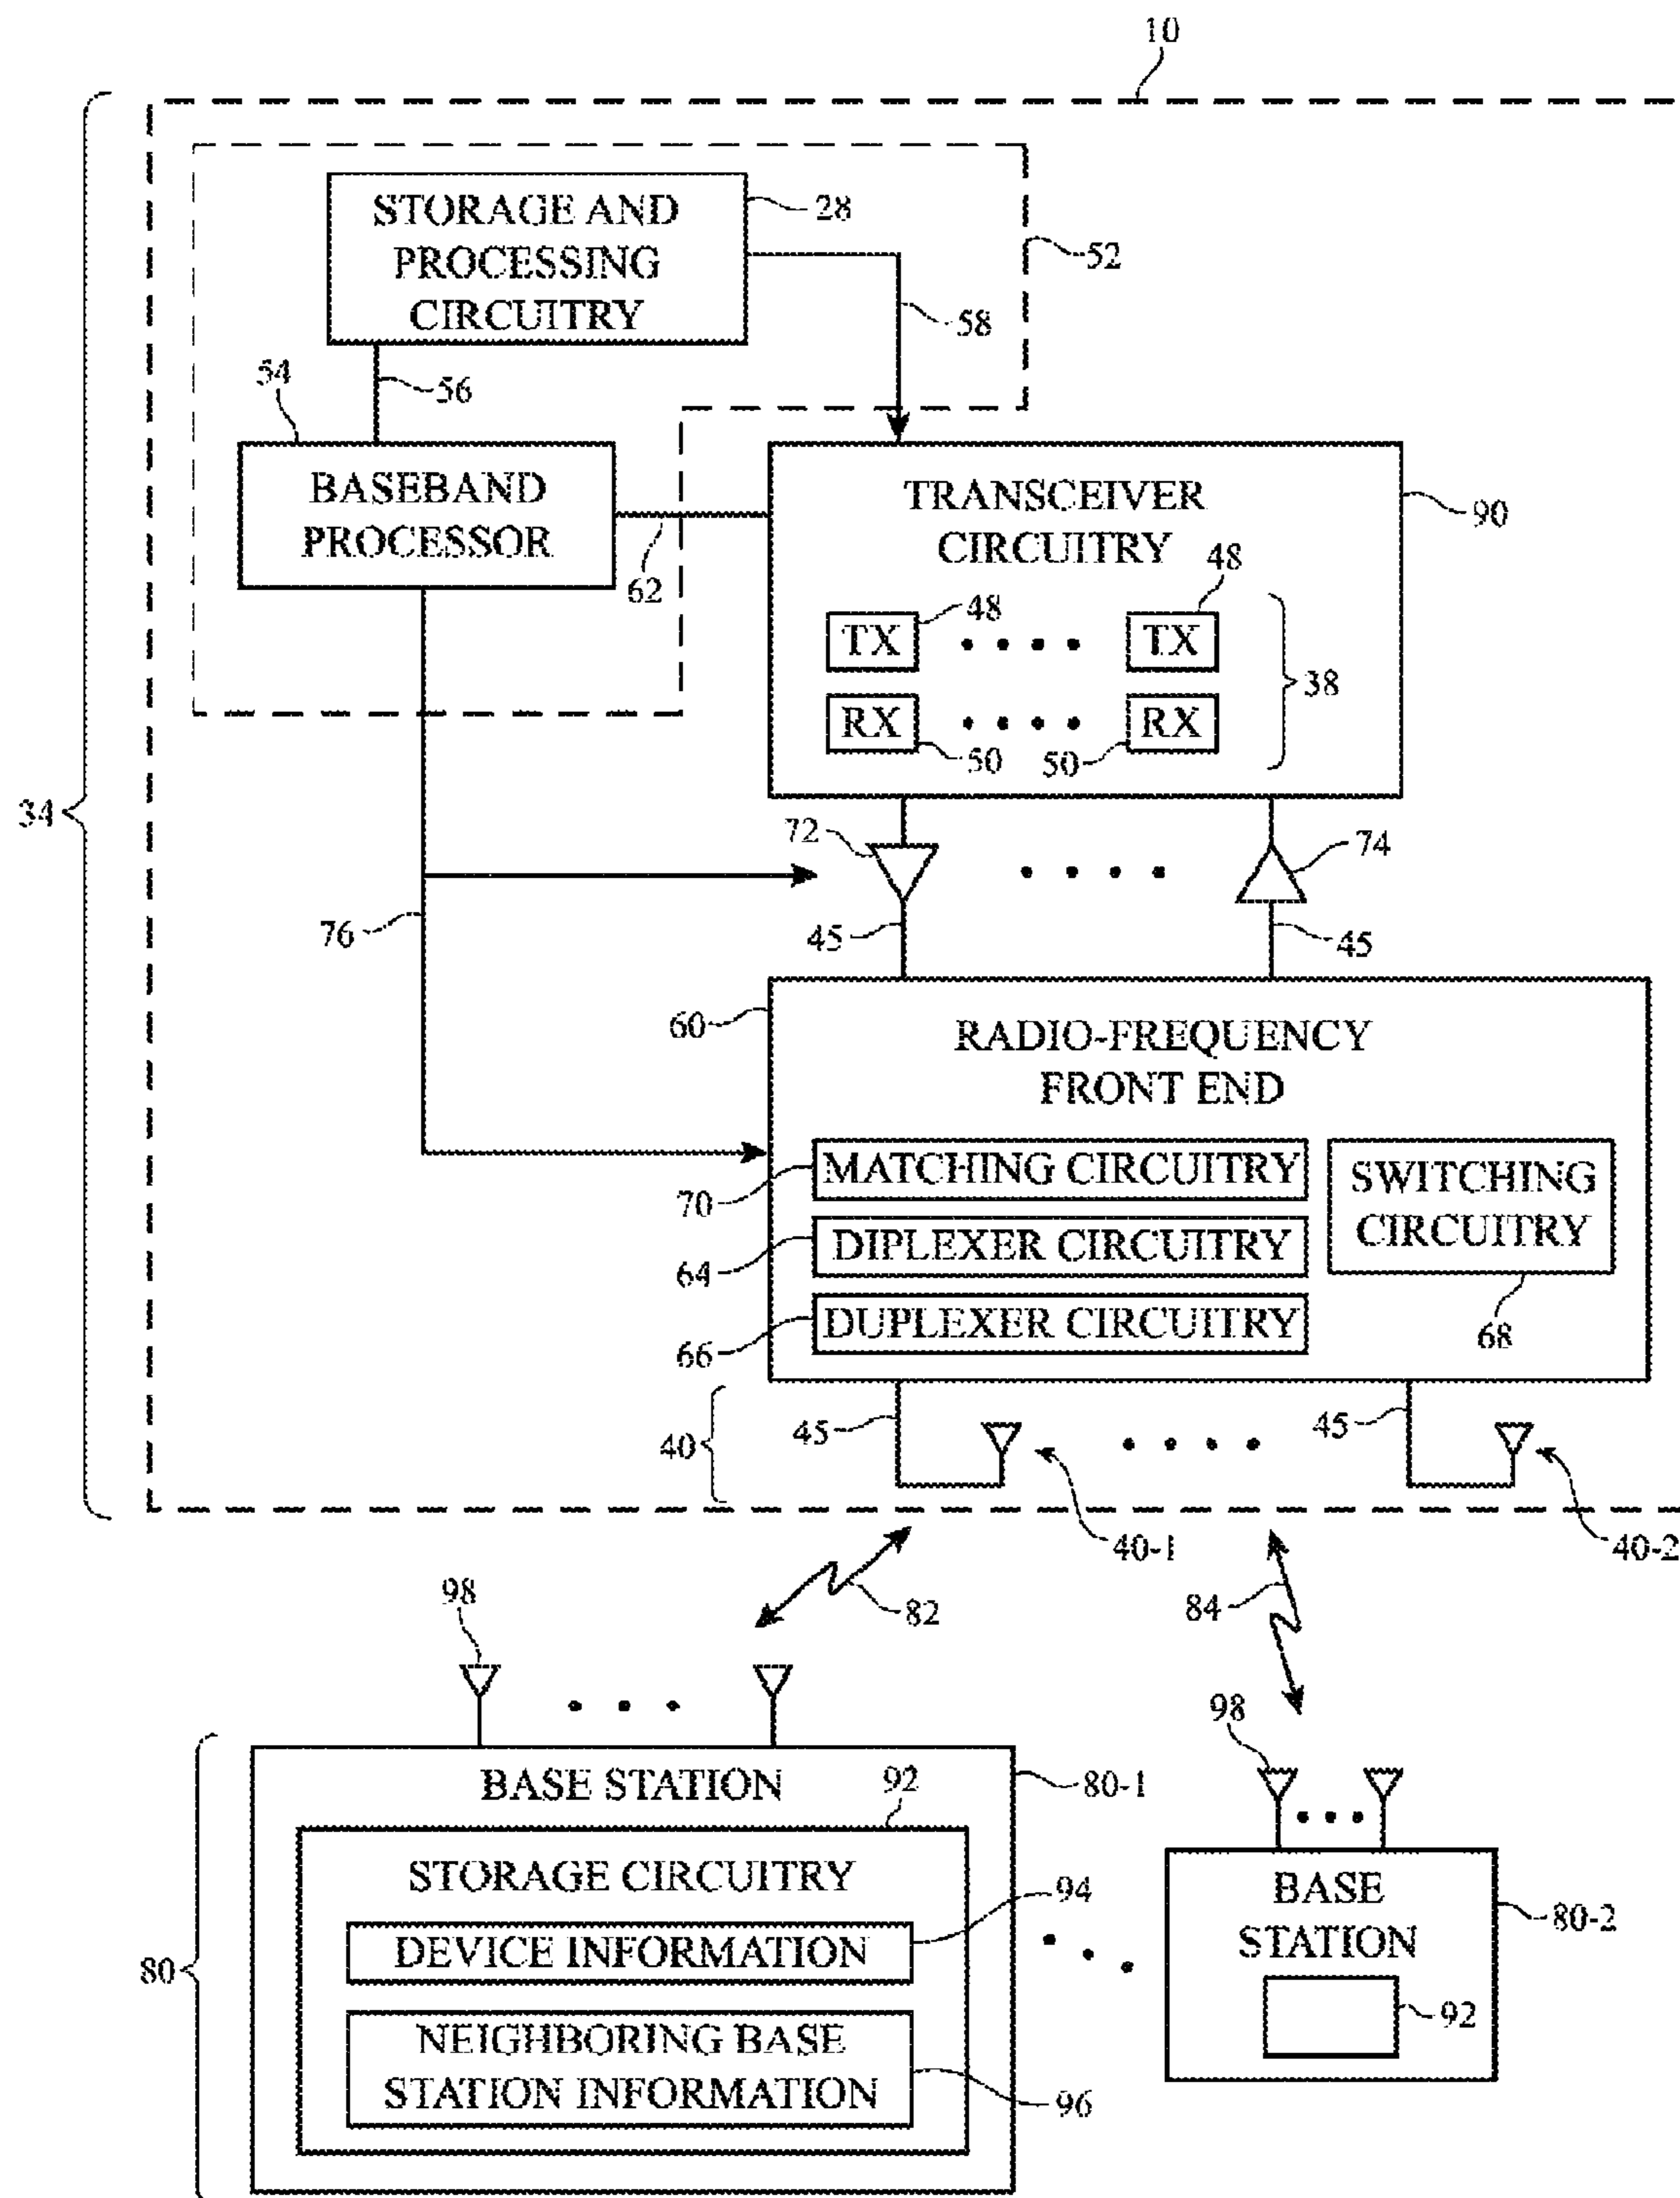 10
STORAGE AND
PROCESSING
CIRCUITRY
28
52
58
54
56
BASEBAND
PROCESSOR
62
TRANSCEIVER
CIRCUITRY
90
48
48
TX
TX
38
RX
RX
50
50
34
72
74
76
45
45
60
RADIO-FREQUENCY
FRONT END
MATCHING CIRCUITRY
70
SWITCHING
CIRCUITRY
DIPLEXER CIRCUITRY
64
DUPLEXER CIRCUITRY
66
68
40
45
45
40-1
40-2
98
82
84
98
BASE STATION
92
80-1
STORAGE CIRCUITRY
94
DEVICE INFORMATION
80
NEIGHBORING BASE
STATION INFORMATION
96
BASE
STATION
80-2
92